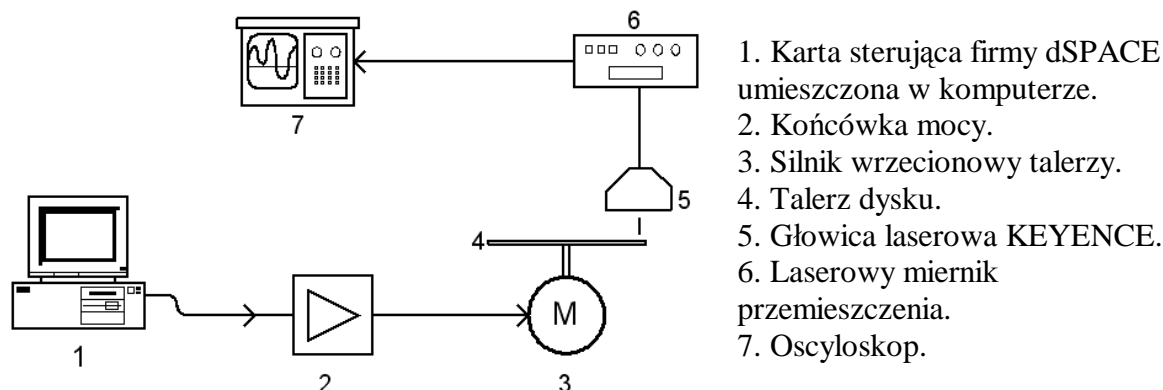 6
7
5
4
M
1
2
3
1. Karta sterująca firmy dSPACE
umieszczona w komputerze.
2. Końcówka mocy.
3. Silnik wrzecionowy talerzy.
4. Talerz dysku.
5. Głowica laserowa KEYENCE.
6. Laserowy miernik
przemieszczenia.
7. Oscyloskop.